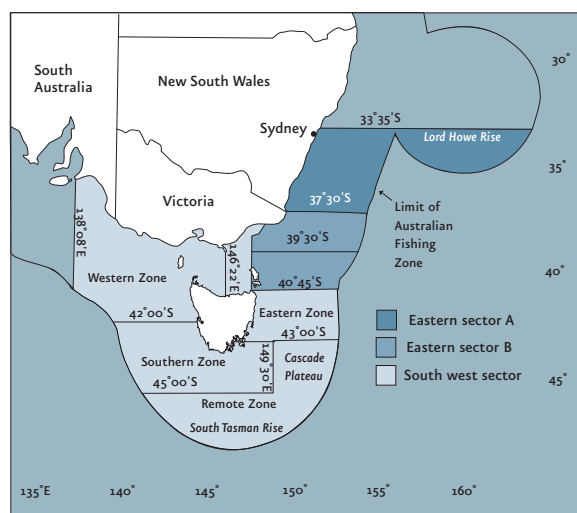 South
Australia
New South Wales
30°
33°35'S
Sydney
Lord Howe Rise
35°
Victoria
37°30'S
138°08'E
Limit of
Australian
Fishing
Zone
39°30'S
146°22'E
Western Zone
40°
40°45'S
42°00'S
Eastern Zone
43°00'S
Eastern sector A
Eastern sector B
South west sector
Southern Zone
149°30'E
Cascade
Plateau
45°00'S
45°
Remote Zone
South Tasman Rise
135°E
140°
145°
150°
155°
160°